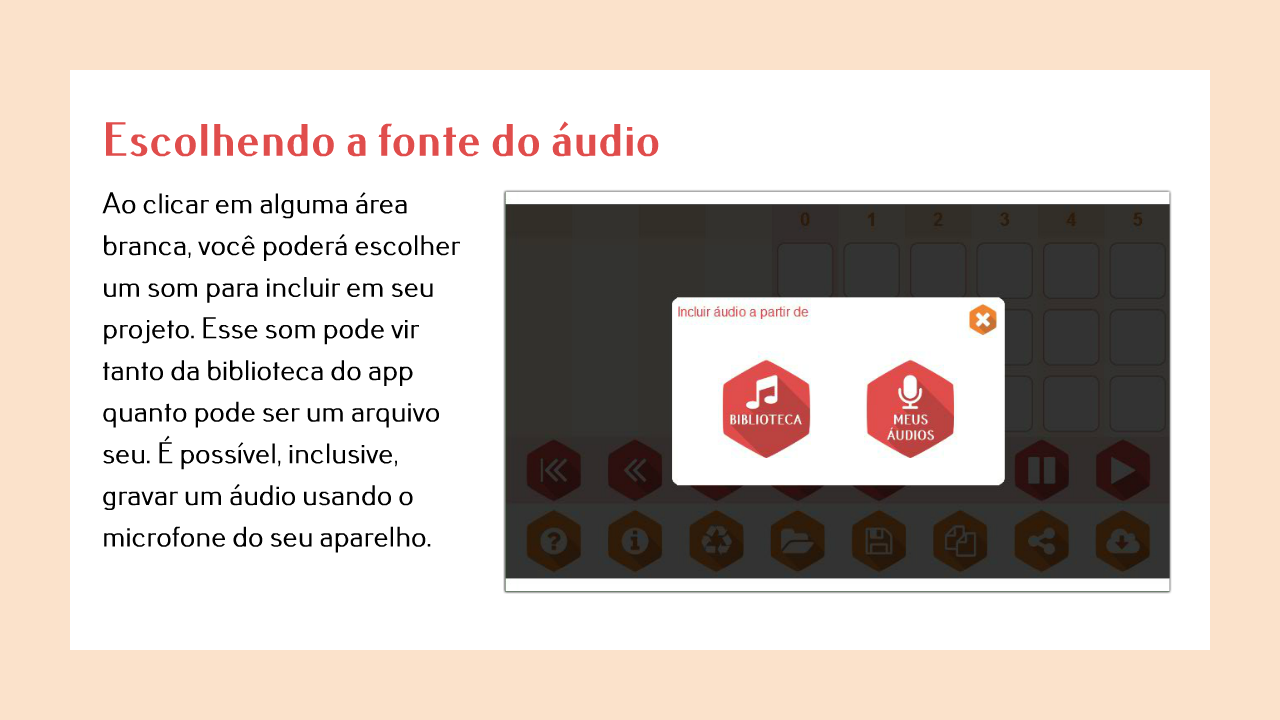 Escolhendo a fonte do áudio
Ao clicar em alguma área
branca, você poderá escolher
um som para incluir em seu
projeto. Esse som pode vir
tanto da biblioteca do app
quanto pode ser um arquivo
seu. É possível, inclusive,
gravar um áudio usando o
microfone do seu aparelho.
0 1 2 3 4 5
Incluir áudio a partir de
BIBLIOTECA
MEUS
ÁUDIOS